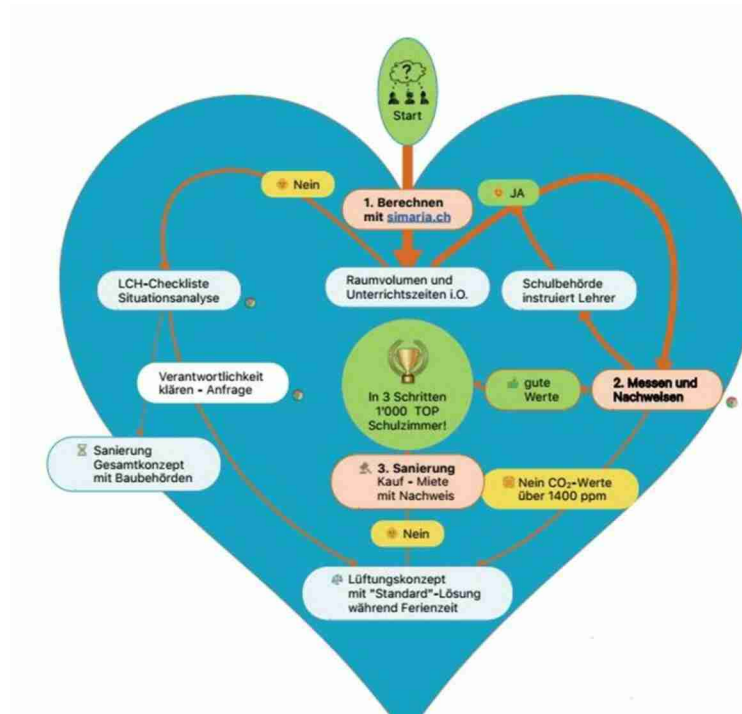 ?
Start
Nein
1. Berechnen
mit simaria.ch
JA
LCH-Checkliste
Situationsanalyse
Raumvolumen und
Unterrichtszeiten i.O.
Schulbehörde
instruiert Lehrer
Verantwortlichkeit
klären - Anfrage
In 3 Schritten
1'000 TOP
Schulzimmer!
gute
Werte
2. Messen und
Nachweisen
Sanierung
Gesamtkonzept
mit Baubehörden
3. Sanierung
Kauf - Miete
mit Nachweis
Nein CO₂-Werte
über 1400 ppm
Nein
Lüftungskonzept
mit "Standard"-Lösung
während Ferienzeit